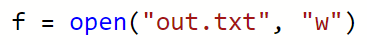 f = open("out.txt", "w")